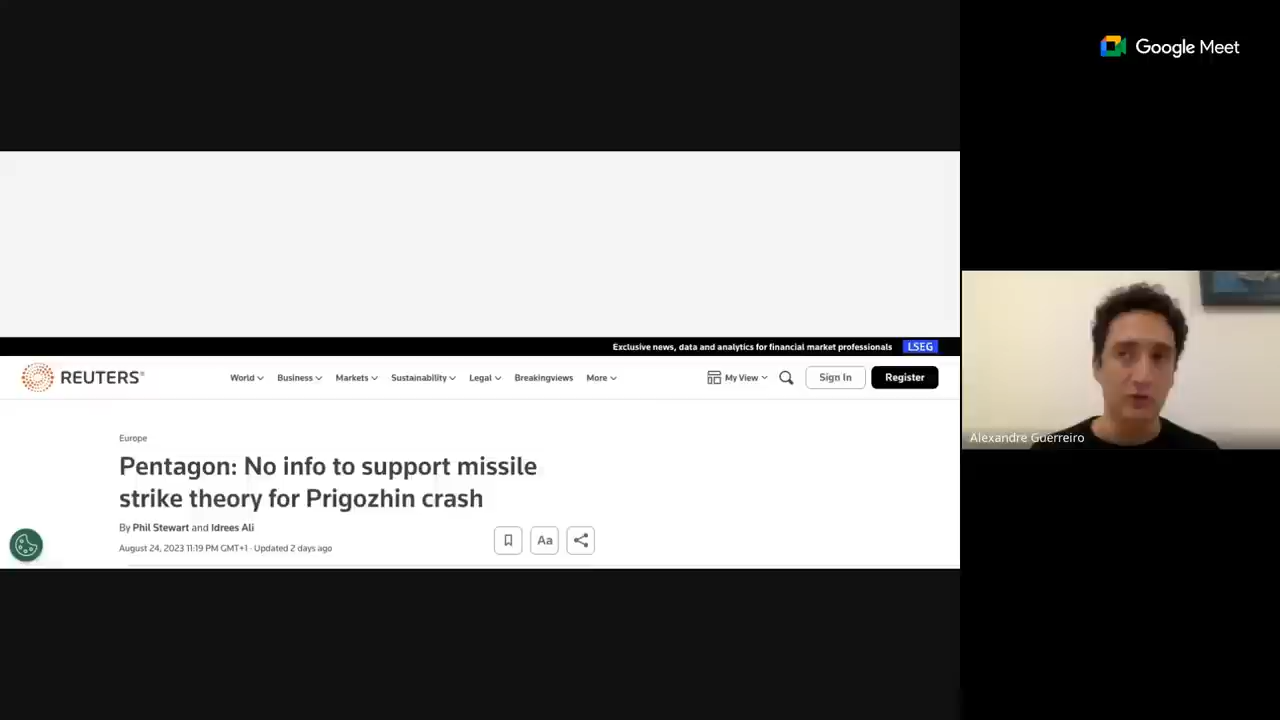 Google Meet
Exclusive news, data and analytics for financial market professionals LSEG
REUTERS®
World Business Markets Sustainability Legal Breakingviews More My View Sign In Register
Europe
Pentagon: No info to support missile
strike theory for Prigozhin crash
By Phil Stewart and Idrees Ali
August 24, 2023 11:19 PM GMT+1 · Updated 2 days ago
Aa
Alexandre Guerreiro